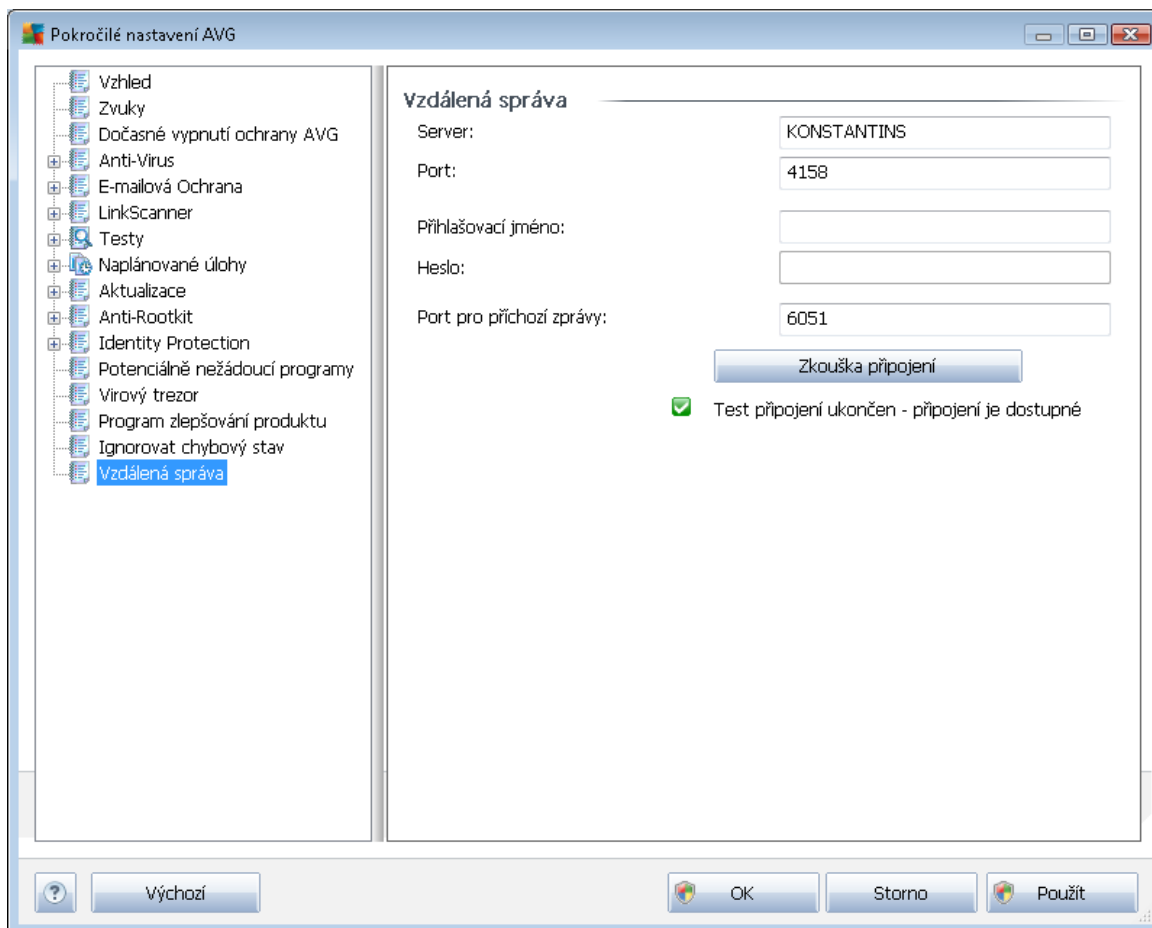 Pokročilé nastavení AVG
Vzhled
Zvuky
Dočasné vypnutí ochrany AVG
Anti-Virus
E-mailová Ochrana
LinkScanner
Testy
Naplánované úlohy
Aktualizace
Anti-Rootkit
Identity Protection
Potenciálně nežádoucí programy
Virový trezor
Program zlepšování produktu
Ignorovat chybový stav
Vzdálená správa
Vzdálená správa
Server: KONSTANTINS
Port: 4158
Přihlašovací jméno:
Heslo:
Port pro příchozí zprávy: 6051
Zkouška připojení
Test připojení ukončen - připojení je dostupné
? Výchozí OK Storno Použít